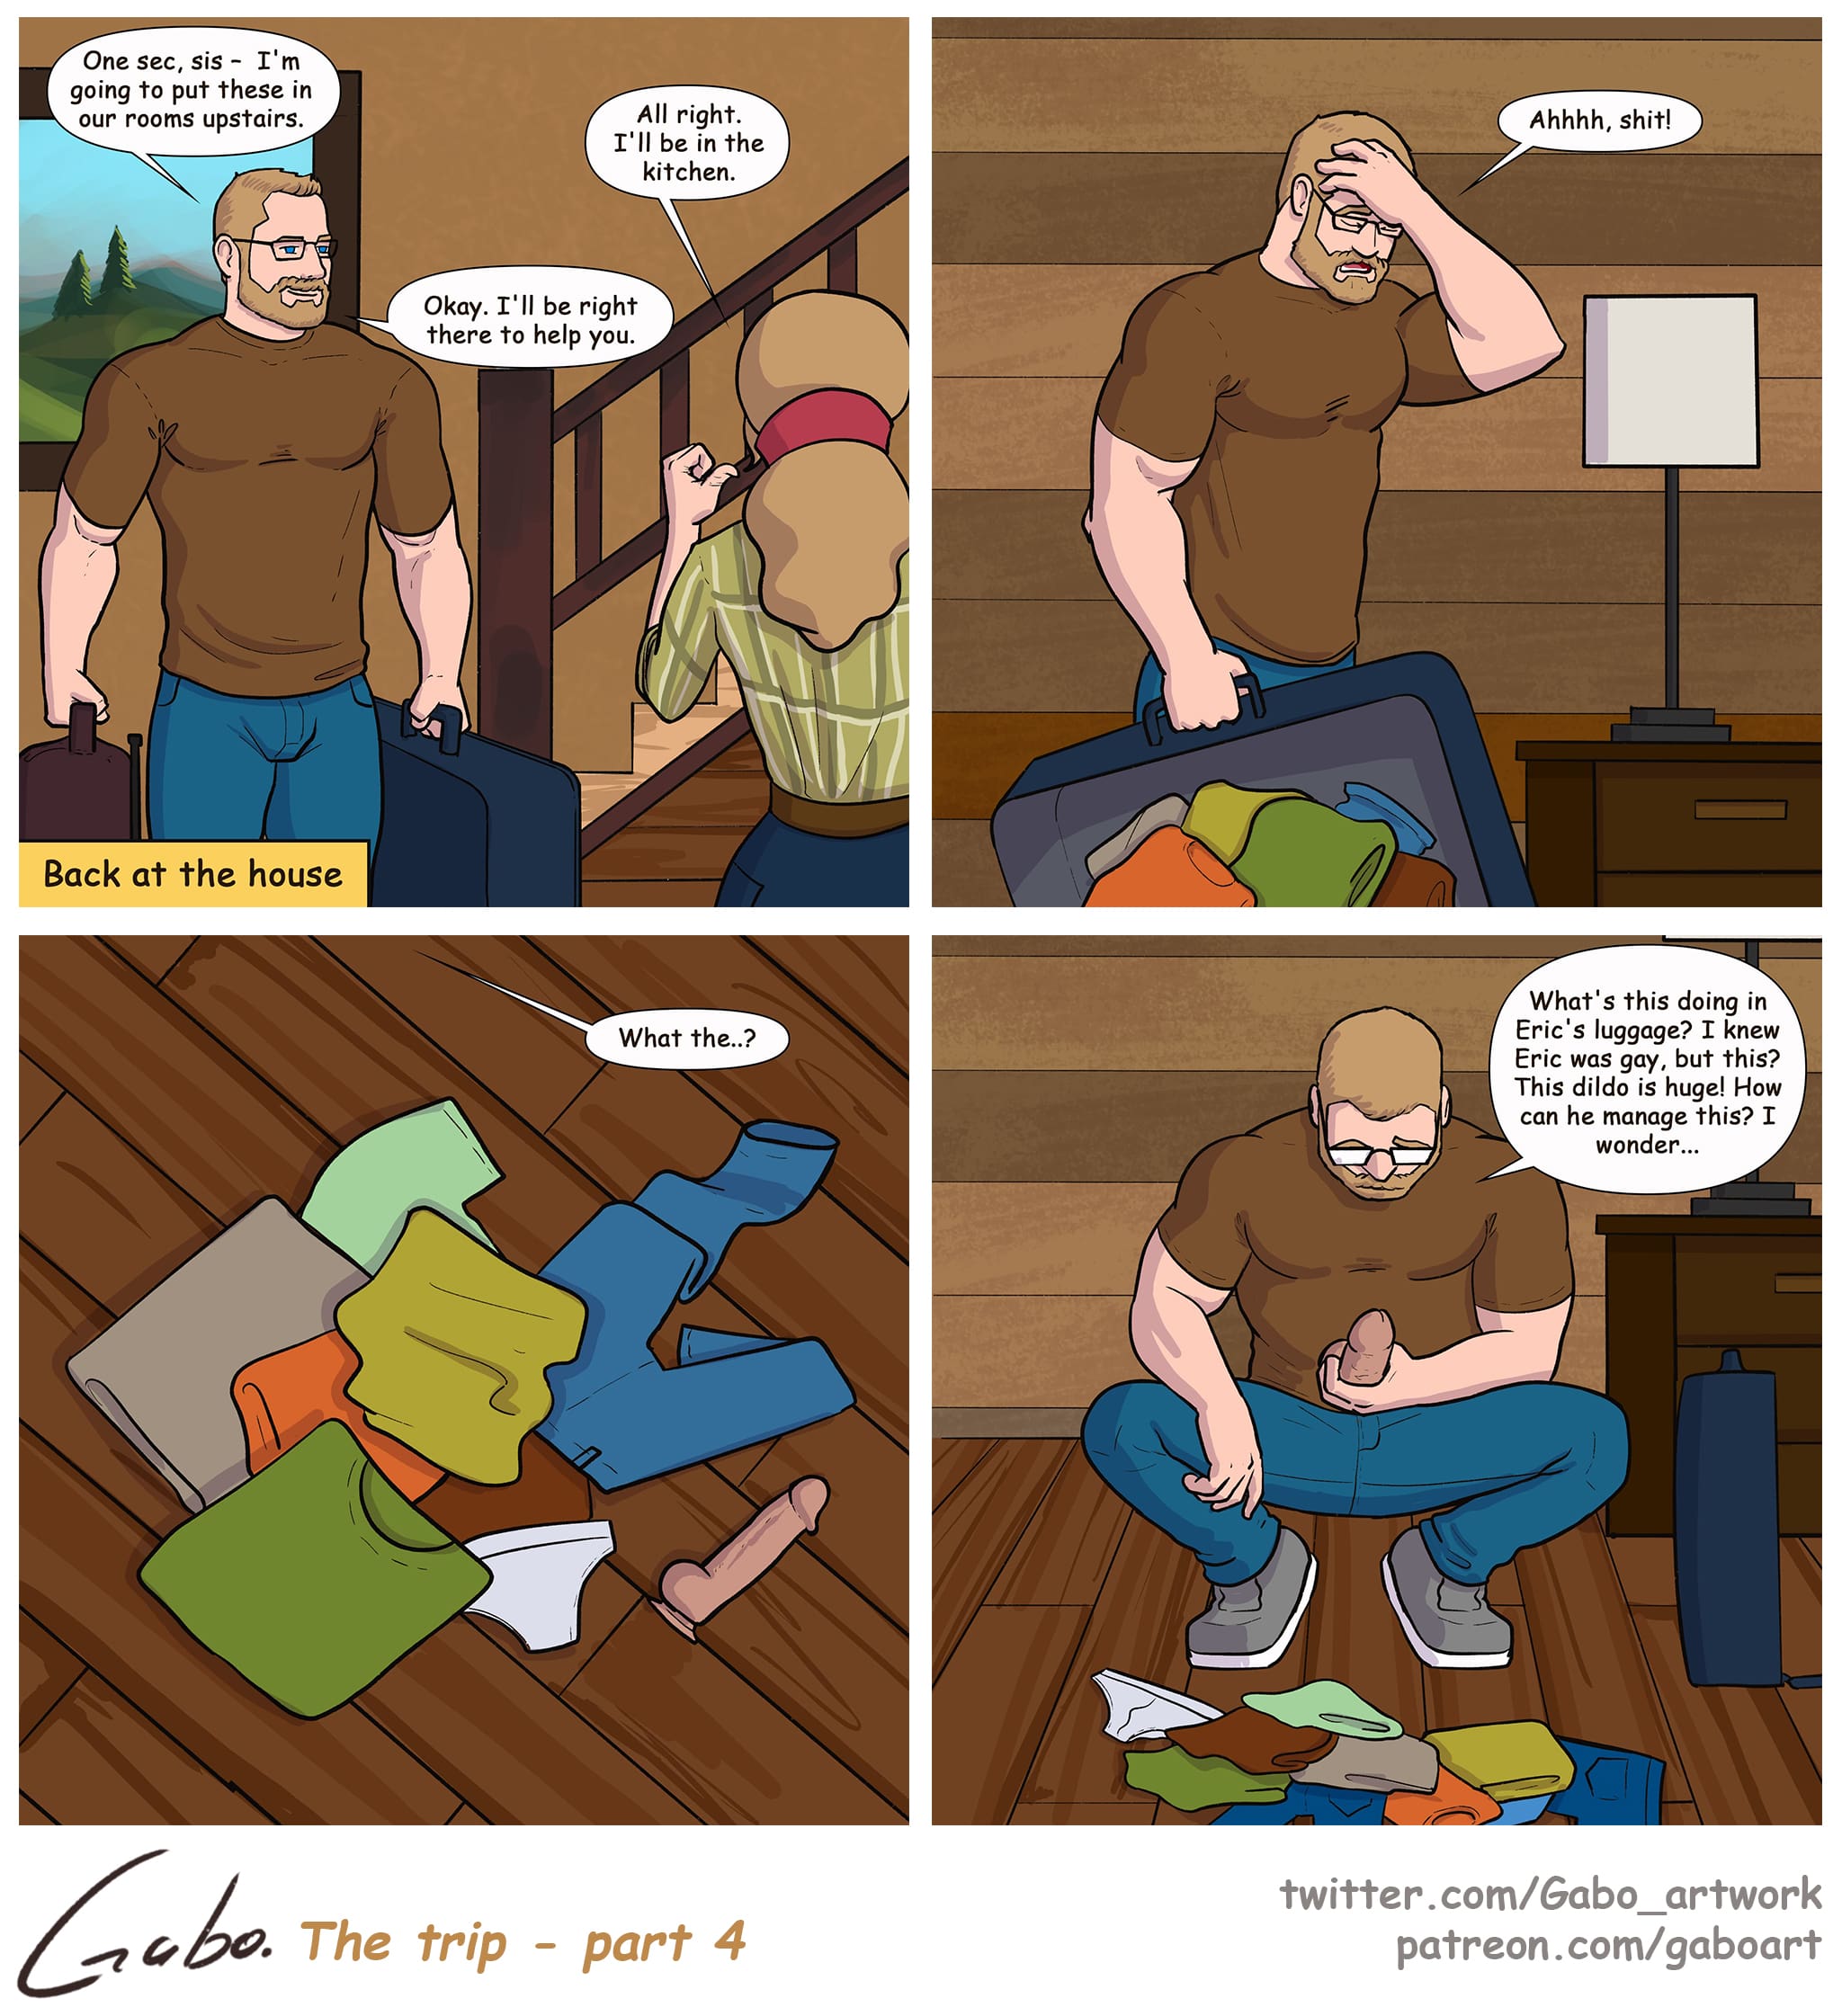 One sec, sis - I'm
going to put these in
our rooms upstairs.
All right.
I'll be in the
kitchen.
Okay. I'll be right
there to help you.
Back at the house
Ahhhh, shit!
What the..?
What's this doing in
Eric's luggage? I knew
Eric was gay, but this?
This dildo is huge! How
can he manage this? I
wonder...
Gabo. The trip - part 4
twitter.com/Gabo_artwork
patreon.com/gaboart